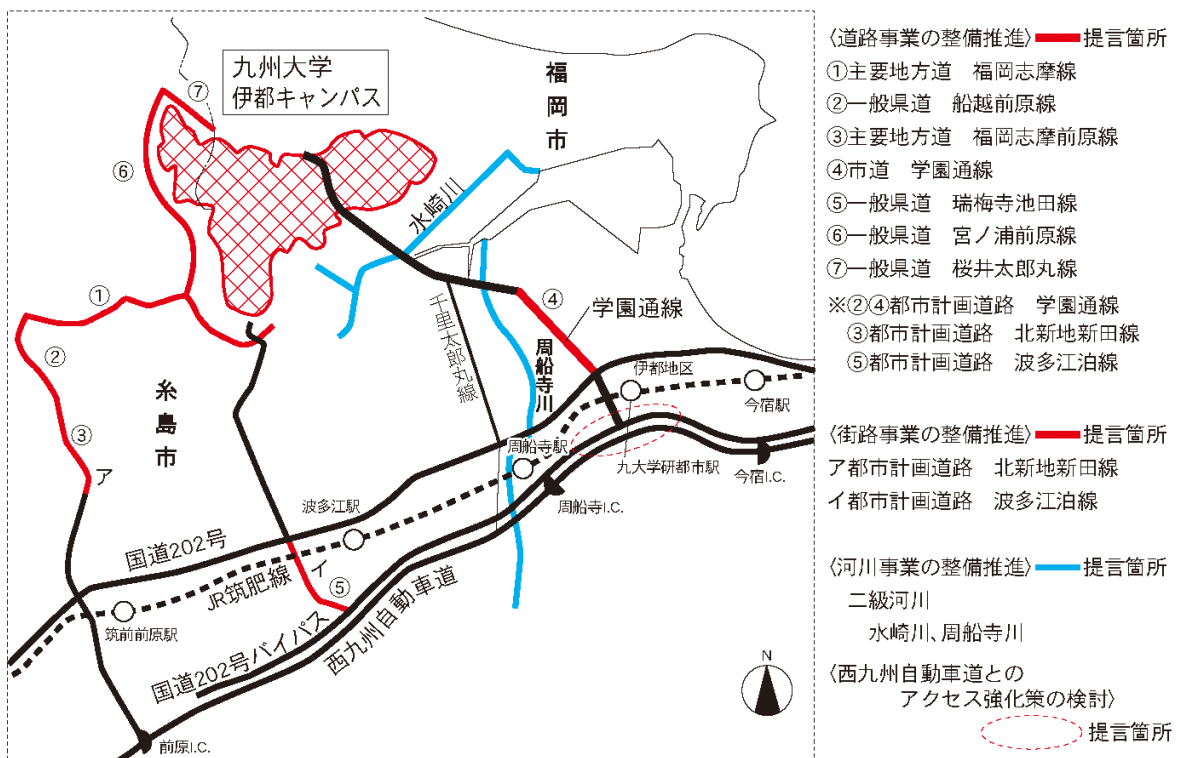 九州大学
伊都キャンパス
福岡市
⑦
⑥
水崎川
①
④
学園通線
千里太郎丸線
周船寺川
②
糸島市
伊都地区
今宿駅
③
ア
周船寺駅
九大学研都市駅
今宿I.C.
波多江駅
周船寺I.C.
国道202号
イ
JR筑肥線
⑤
筑前前原駅
国道202号バイパス
西九州自動車道
N
前原I.C.
〈道路事業の整備推進〉 提言箇所
①主要地方道 福岡志摩線
②一般県道 船越前原線
③主要地方道 福岡志摩前原線
④市道 学園通線
⑤一般県道 瑞梅寺池田線
⑥一般県道 宮ノ浦前原線
⑦一般県道 桜井太郎丸線
※②④都市計画道路 学園通線
③都市計画道路 北新地新田線
⑤都市計画道路 波多江泊線
〈街路事業の整備推進〉 提言箇所
ア都市計画道路 北新地新田線
イ都市計画道路 波多江泊線
〈河川事業の整備推進〉 提言箇所
二級河川
水崎川、周船寺川
〈西九州自動車道との
アクセス強化策の検討〉
提言箇所